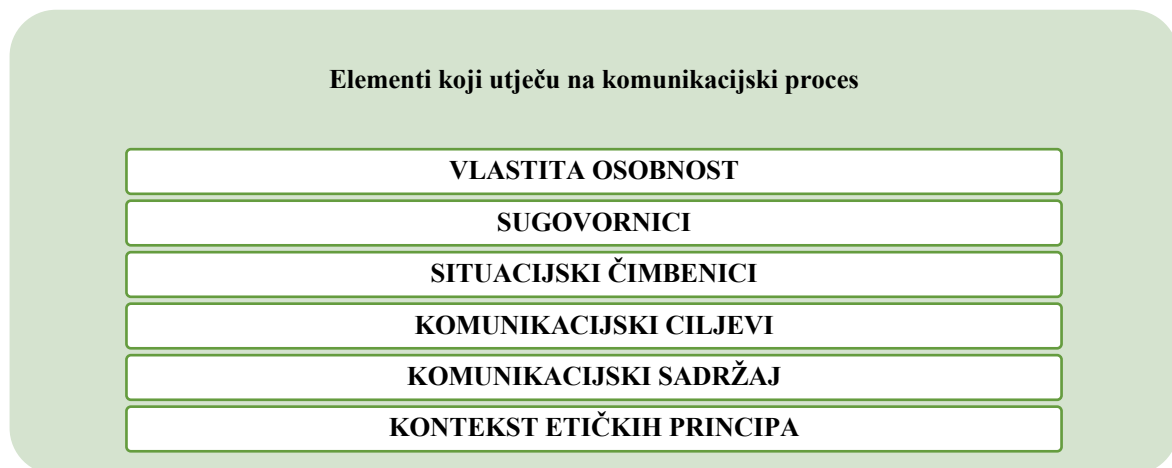 Elementi koji utječu na komunikacijski proces
VLASTITA OSOBNOST
SUGOVORNICI
SITUACIJSKI ČIMBENICI
KOMUNIKACIJSKI CILJEVI
KOMUNIKACIJSKI SADRŽAJ
KONTEKST ETIČKIH PRINCIPA